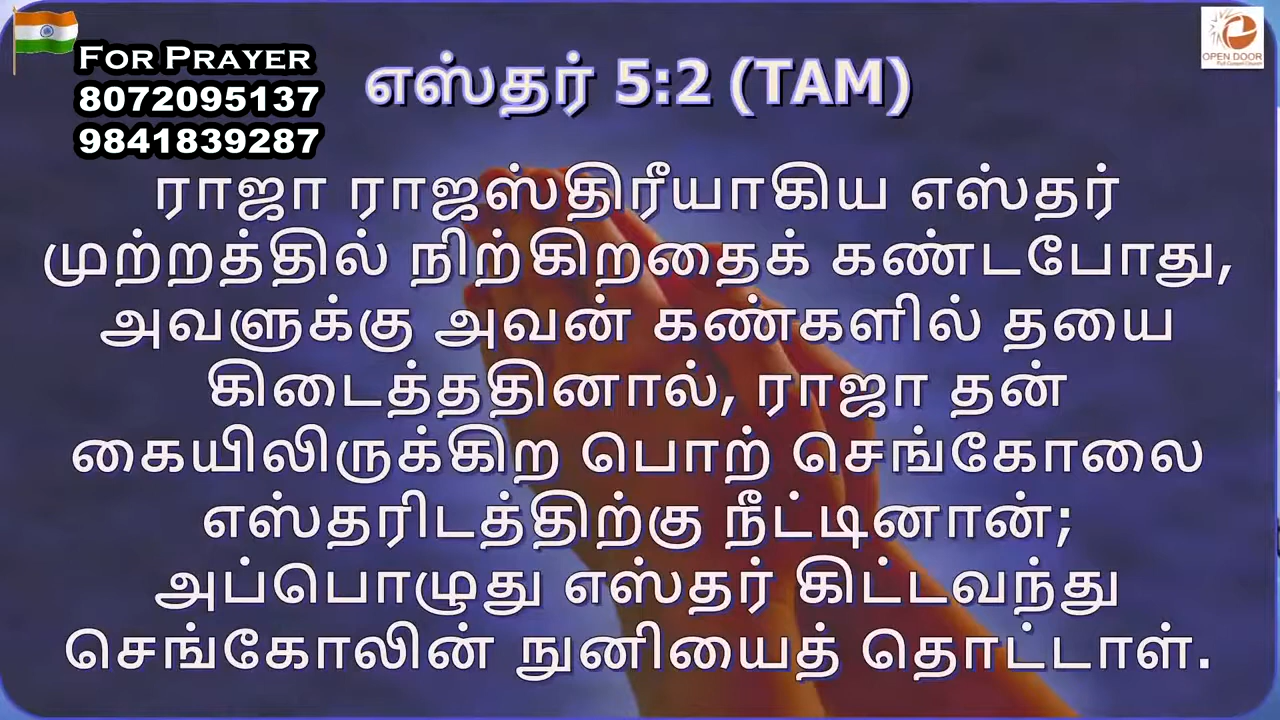 For Prayer
8072095137
9841839287
எஸ்தர் 5:2 (TAM)
OPEN DOOR
ராஜா ராஜஸ்திரீயாகிய எஸ்தர்
முற்றத்தில் நிற்கிறதைக் கண்டபோது,
அவளுக்கு அவன் கண்களில் தயை
கிடைத்ததினால், ராஜா தன்
கையிலிருக்கிற பொற் செங்கோலை
எஸ்தரிடத்திற்கு நீட்டினான்;
அப்பொழுது எஸ்தர் கிட்டவந்து
செங்கோலின் நுனியைத் தொட்டாள்.